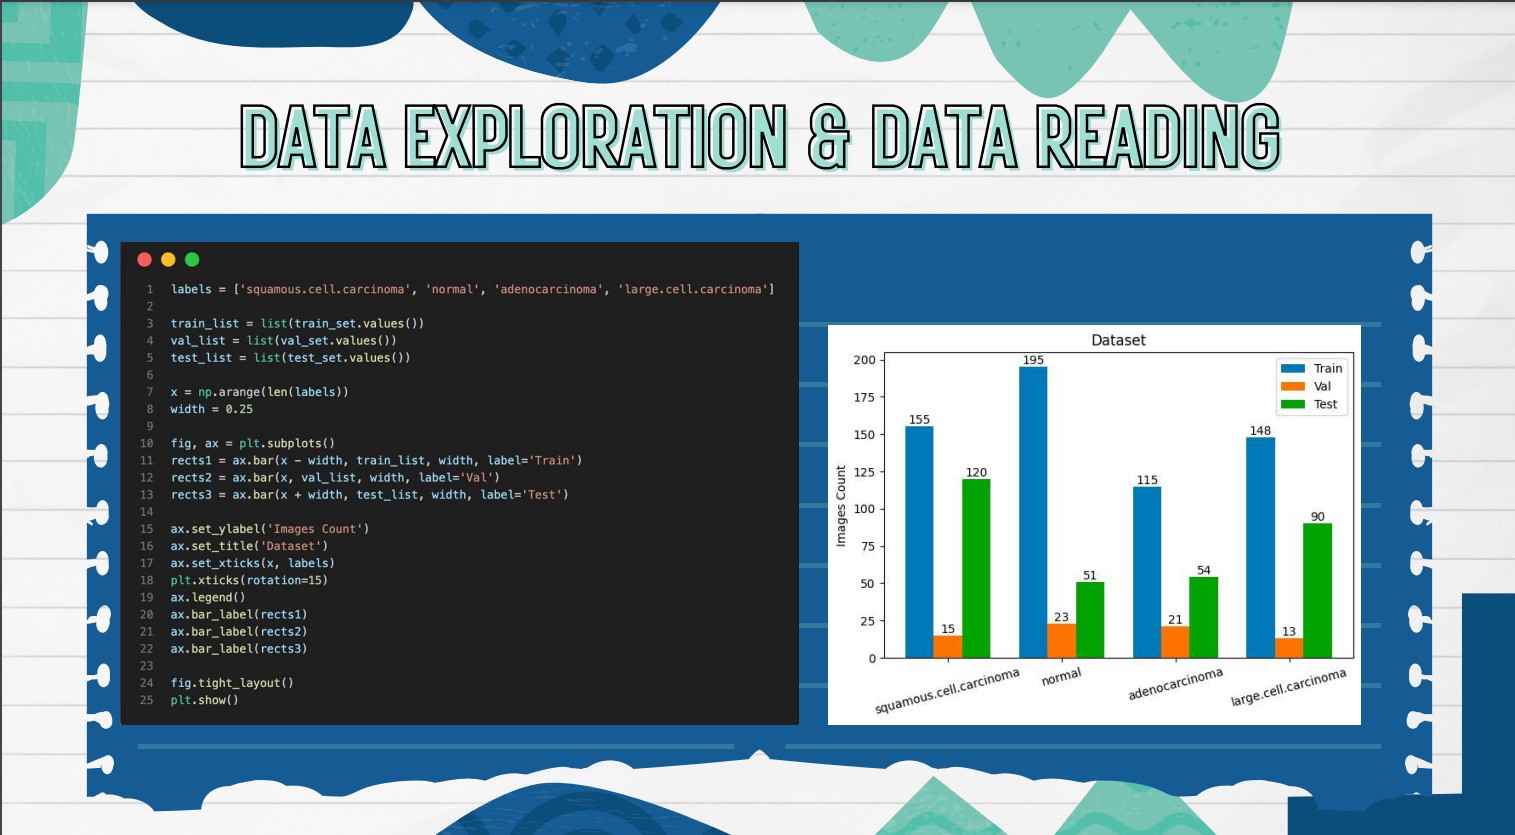 DATA EXPLORATION & DATA READING
1 labels = ['squamous.cell.carcinoma', 'normal', 'adenocarcinoma', 'large.cell.carcinoma']
2
3 train_list = list(train_set.values())
4 val_list = list(val_set.values())
5 test_list = list(test_set.values())
6
7 x = np.arange(len(labels))
8 width = 0.25
9
10 fig, ax = plt.subplots()
11 rects1 = ax.bar(x - width, train_list, width, label='Train')
12 rects2 = ax.bar(x, val_list, width, label='Val')
13 rects3 = ax.bar(x + width, test_list, width, label='Test')
14
15 ax.set_ylabel('Images Count')
16 ax.set_title('Dataset')
17 ax.set_xticks(x, labels)
18 plt.xticks(rotation=15)
19 ax.legend()
20 ax.bar_label(rects1)
21 ax.bar_label(rects2)
22 ax.bar_label(rects3)
23
24 fig.tight_layout()
25 plt.show()
Dataset
Images Count
200
175
150
125
100
75
50
25
0
155
15
120
195
23
51
115
21
54
148
13
90
Train
Val
Test
squamous.cell.carcinoma
normal
adenocarcinoma
large.cell.carcinoma